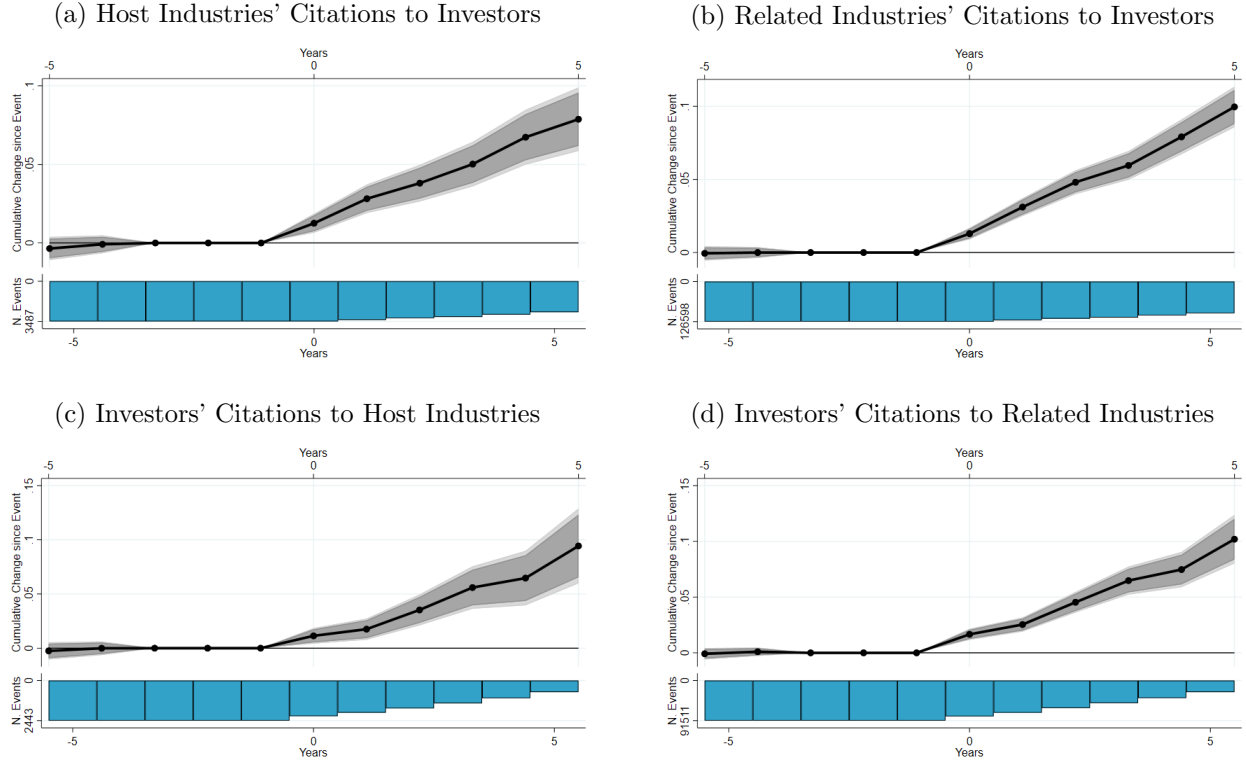 (a) Host Industries' Citations to Investors
Years
-5 0 5
Cumulative Change since Event
.1
.05
0
N. Events
0
3487
-5 0 5
Years
(b) Related Industries' Citations to Investors
Years
-5 0 5
Cumulative Change since Event
.1
.05
0
N. Events
0
126598
-5 0 5
Years
(c) Investors' Citations to Host Industries
Years
-5 0 5
Cumulative Change since Event
.15
.1
.05
0
N. Events
0
2443
-5 0 5
Years
(d) Investors' Citations to Related Industries
Years
-5 0 5
Cumulative Change since Event
.15
.1
.05
0
N. Events
0
91511
-5 0 5
Years